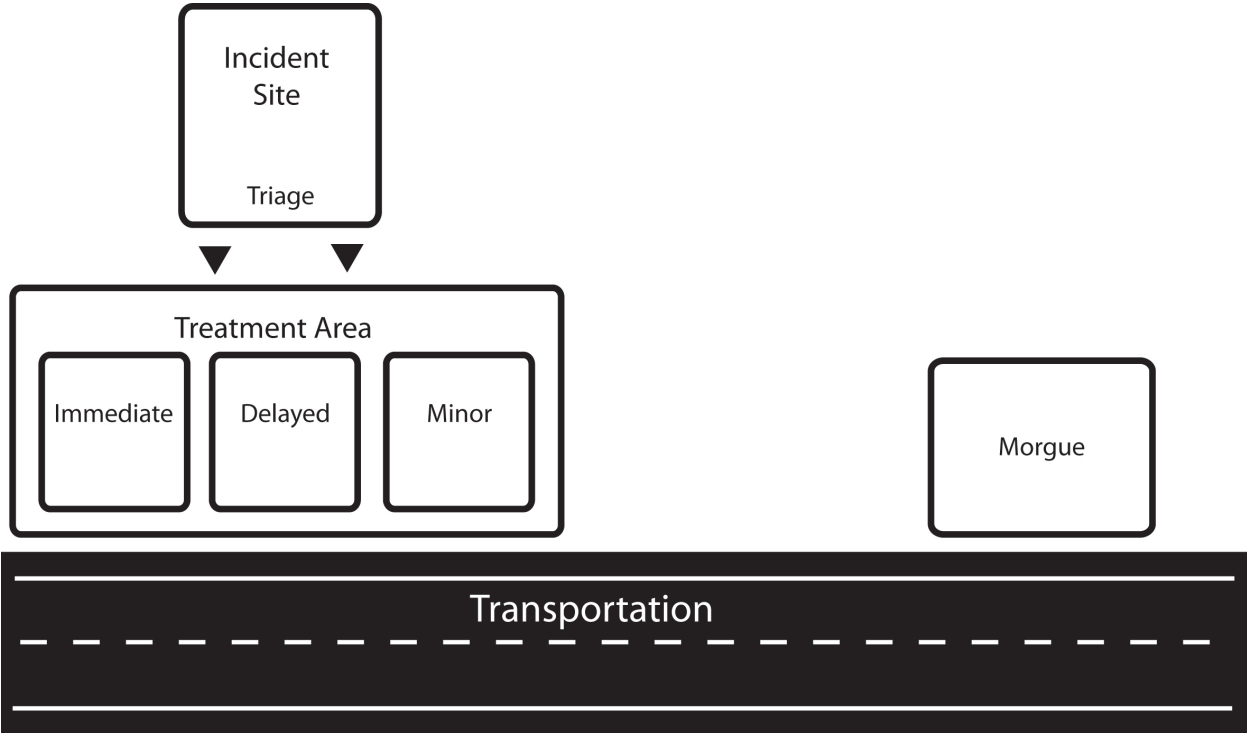 Incident
Site
Triage
Treatment Area
Immediate
Delayed
Minor
Morgue
Transportation